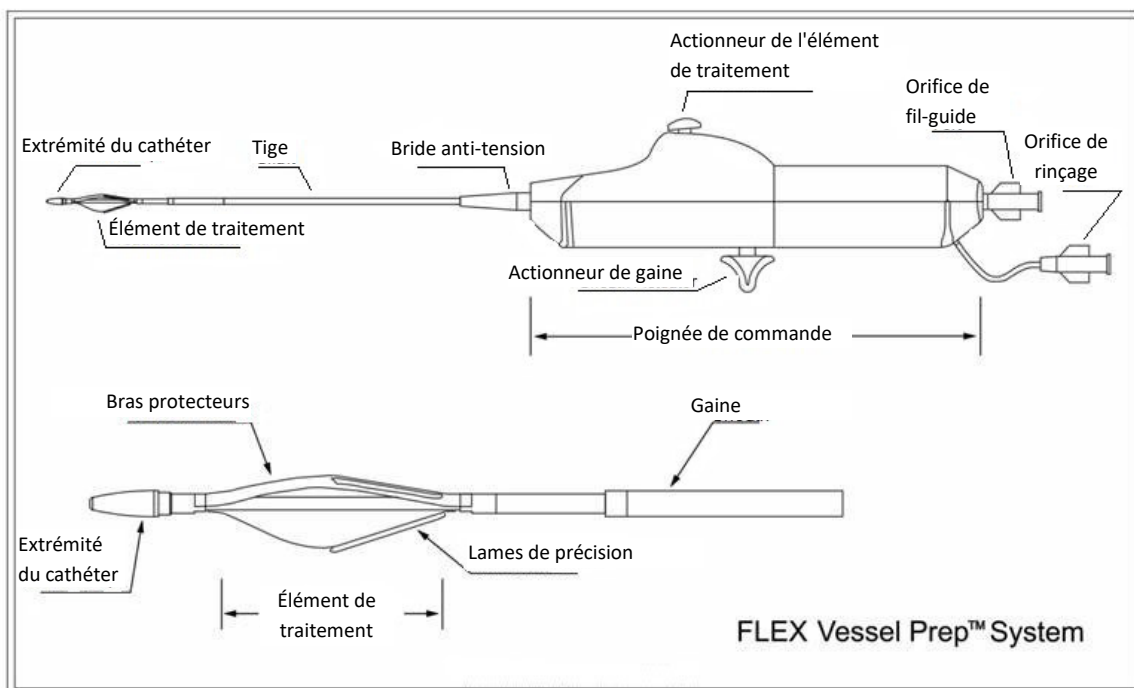 Actionneur de l'élément
de traitement
Orifice de
fil-guide
Orifice de
rinçage
Extrémité du cathéter
Tige
Bride anti-tension
Élément de traitement
Actionneur de gaine
Poignée de commande
Bras protecteurs
Gaine
Extrémité
du cathéter
Lames de précision
Élément de
traitement
FLEX Vessel Prep™ System